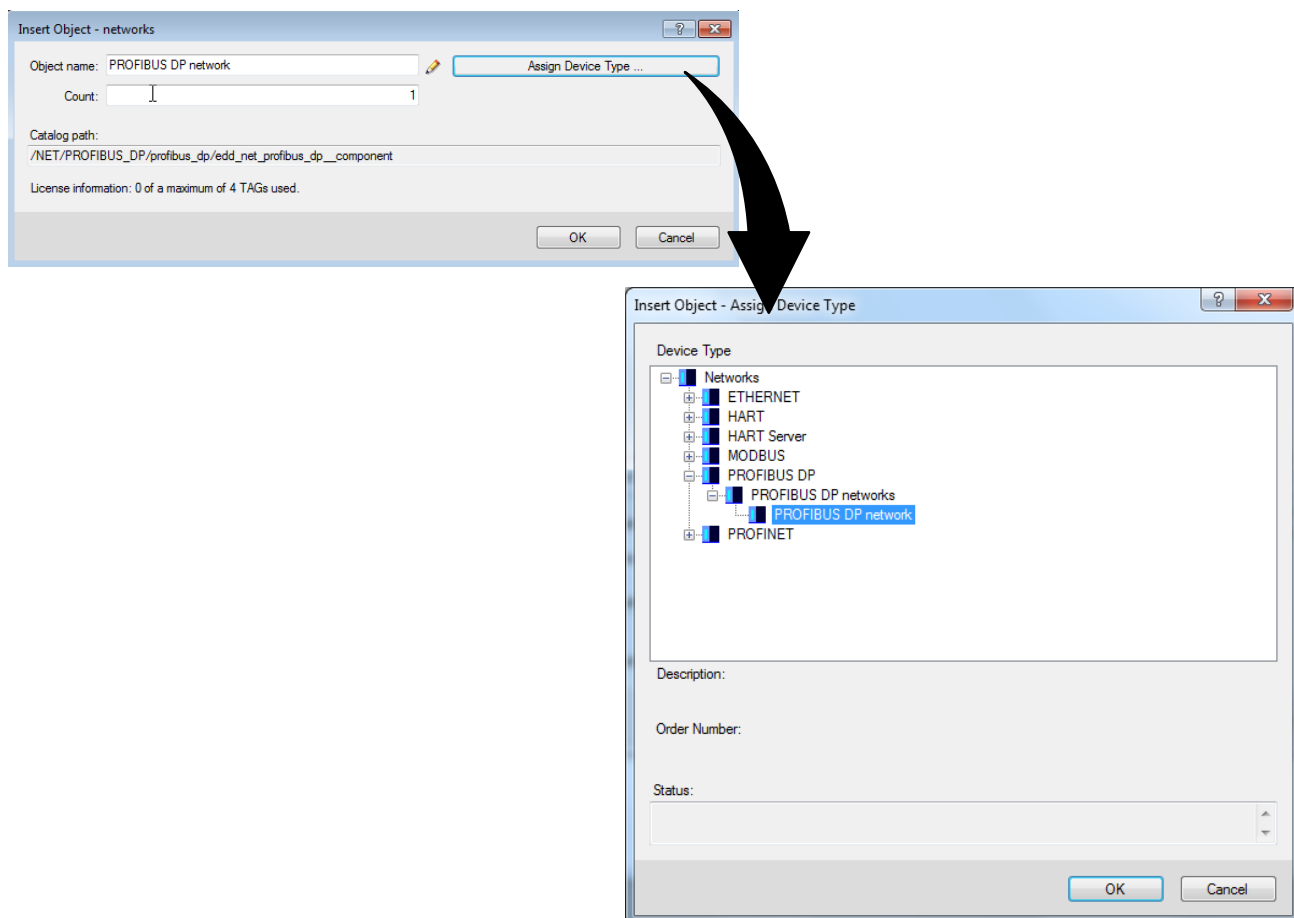 Insert Object - networks
Object name: PROFIBUS DP network
Assign Device Type ...
Count: 1
Catalog path:
/NET/PROFIBUS_DP/profibus_dp/edd_net_profibus_dp__component
License information: 0 of a maximum of 4 TAGs used.
OK Cancel
Insert Object - Assign Device Type
Device Type
Networks
ETHERNET
HART
HART Server
MODBUS
PROFIBUS DP
PROFIBUS DP networks
PROFIBUS DP network
PROFINET
Description:
Order Number:
Status:
OK Cancel